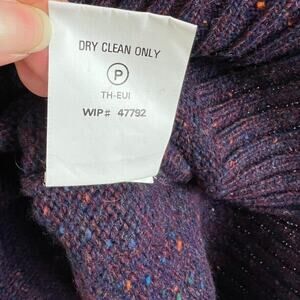 DRY CLEAN ONLY
P
TH-EUI
WIP# 47792